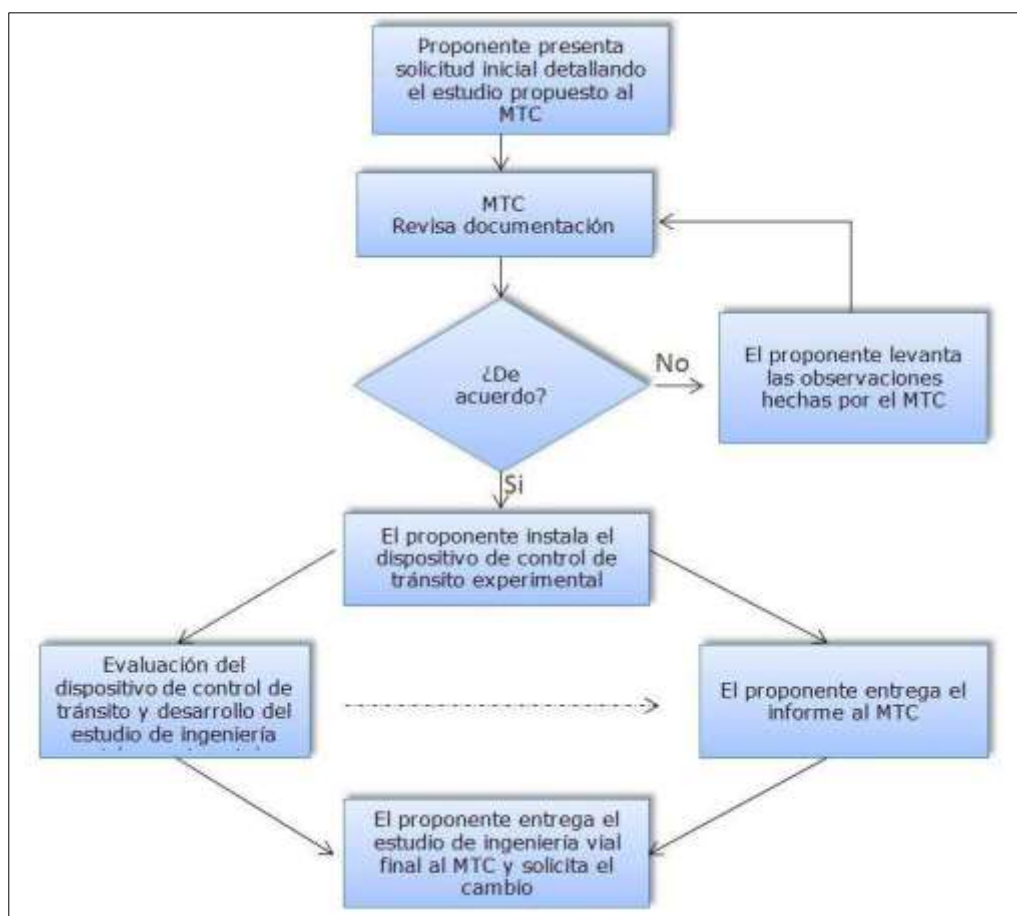 Proponente presenta
solicitud inicial detallando
el estudio propuesto al
MTC
MTC
Revisa documentación
¿De
acuerdo?
No
El proponente levanta
las observaciones
hechas por el MTC
Si
El proponente instala el
dispositivo de control de
tránsito experimental
Evaluación del
dispositivo de control de
tránsito y desarrollo del
estudio de ingeniería
El proponente entrega el
informe al MTC
El proponente entrega el
estudio de ingeniería vial
final al MTC y solicita el
cambio